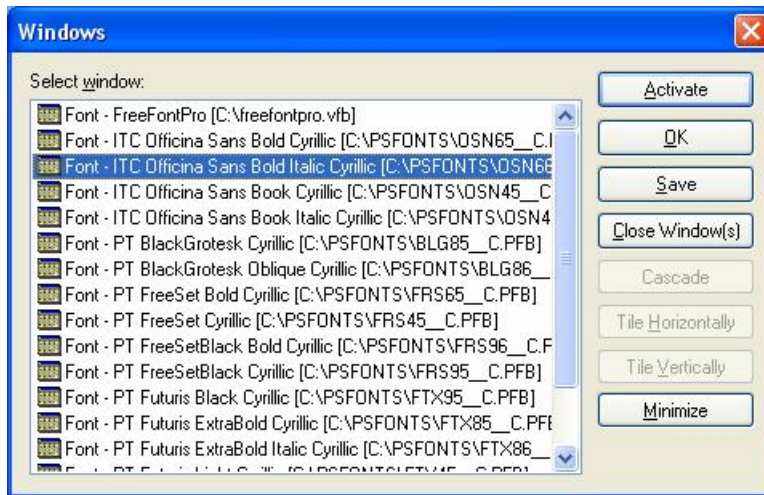 Windows
Select window:
Font - FreeFontPro [C:\freefontpro.vfb]
Font - ITC Officina Sans Bold Cyrillic [C:\PSFONTS\OSN65__C.
Font - ITC Officina Sans Bold Italic Cyrillic [C:\PSFONTS\OSN66
Font - ITC Officina Sans Book Cyrillic [C:\PSFONTS\OSN45__C
Font - ITC Officina Sans Book Italic Cyrillic [C:\PSFONTS\OSN4
Font - PT BlackGrotesk Cyrillic [C:\PSFONTS\BLG85__C.PFB]
Font - PT BlackGrotesk Oblique Cyrillic [C:\PSFONTS\BLG86__
Font - PT FreeSet Bold Cyrillic [C:\PSFONTS\FRS65__C.PFB]
Font - PT FreeSet Cyrillic [C:\PSFONTS\FRS45__C.PFB]
Font - PT FreeSetBlack Bold Cyrillic [C:\PSFONTS\FRS96__C.F
Font - PT FreeSetBlack Cyrillic [C:\PSFONTS\FRS95__C.PFB]
Font - PT Futuris Black Cyrillic [C:\PSFONTS\FTX95__C.PFB]
Font - PT Futuris ExtraBold Cyrillic [C:\PSFONTS\FTX85__C.PFE
Font - PT Futuris ExtraBold Italic Cyrillic [C:\PSFONTS\FTX86__
Activate
OK
Save
Close Window(s)
Cascade
Tile Horizontally
Tile Vertically
Minimize